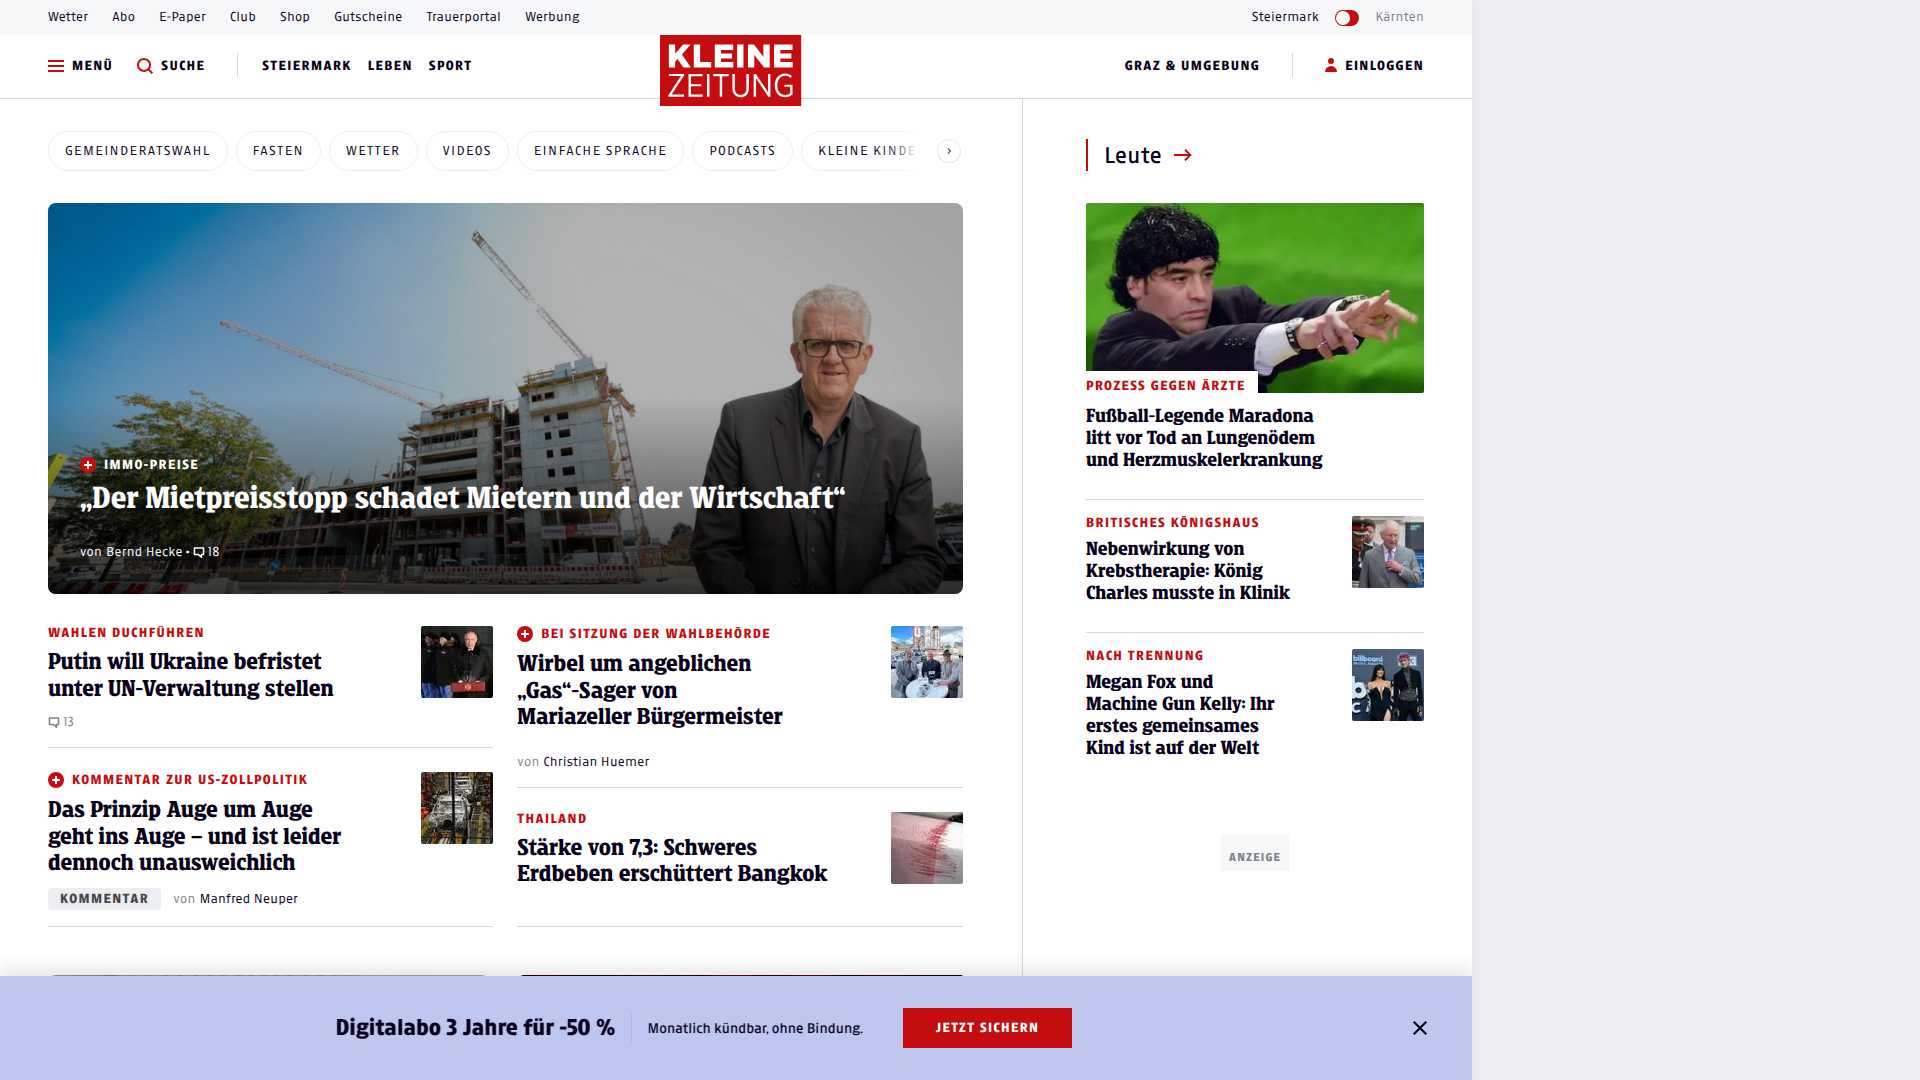 Wetter Abo E-Paper Club Shop Gutscheine Trauerportal Werbung Steiermark Kärnten
MENÜ SUCHE STEIERMARK LEBEN SPORT KLEINE ZEITUNG GRAZ & UMGEBUNG EINLOGGEN
GEMEINDERATSWAHL FASTEN WETTER VIDEOS EINFACHE SPRACHE PODCASTS KLEINE KINDE
IMMO-PREISE
„Der Mietpreisstopp schadet Mietern und der Wirtschaft“
von Bernd Hecke • 18
WAHLEN DUCHFÜHREN
Putin will Ukraine befristet
unter UN-Verwaltung stellen
13
KOMMENTAR ZUR US-ZOLLPOLITIK
Das Prinzip Auge um Auge
geht ins Auge – und ist leider
dennoch unausweichlich
KOMMENTAR von Manfred Neuper
BEI SITZUNG DER WAHLBEHÖRDE
Wirbel um angeblichen
„Gas“-Sager von
Mariazeller Bürgermeister
von Christian Huemer
THAILAND
Stärke von 7,3: Schweres
Erdbeben erschüttert Bangkok
Leute
PROZESS GEGEN ÄRZTE
Fußball-Legende Maradona
litt vor Tod an Lungenödem
und Herzmuskelerkrankung
BRITISCHES KÖNIGSHAUS
Nebenwirkung von
Krebstherapie: König
Charles musste in Klinik
NACH TRENNUNG
billboard
Megan Fox und
Machine Gun Kelly: Ihr
erstes gemeinsames
Kind ist auf der Welt
ANZEIGE
Digitalabo 3 Jahre für -50 % Monatlich kündbar, ohne Bindung. JETZT SICHERN